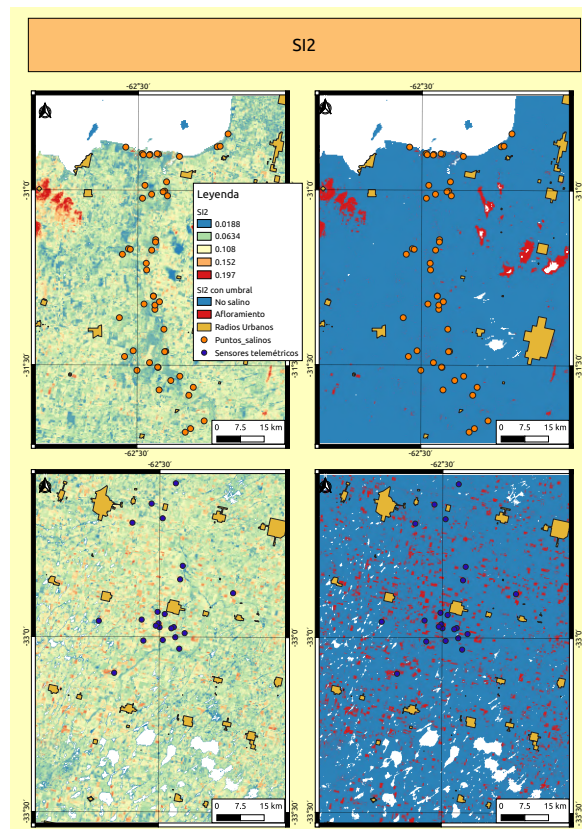 SI2
-62°30'
-62°30'
-31°0'
-31°0'
Leyenda
SI2
0.0188
0.0634
0.108
0.152
0.197
SI2 con umbral
No salino
Afloramiento
Radios Urbanos
Puntos_salinos
Sensores telemétricos
-31°30'
-31°30'
0 7.5 15 km
0 7.5 15 km
-62°30'
-62°30'
-62°30'
-62°30'
-33°0'
-33°0'
-33°30'
-33°30'
0 7.5 15 km
0 7.5 15 km